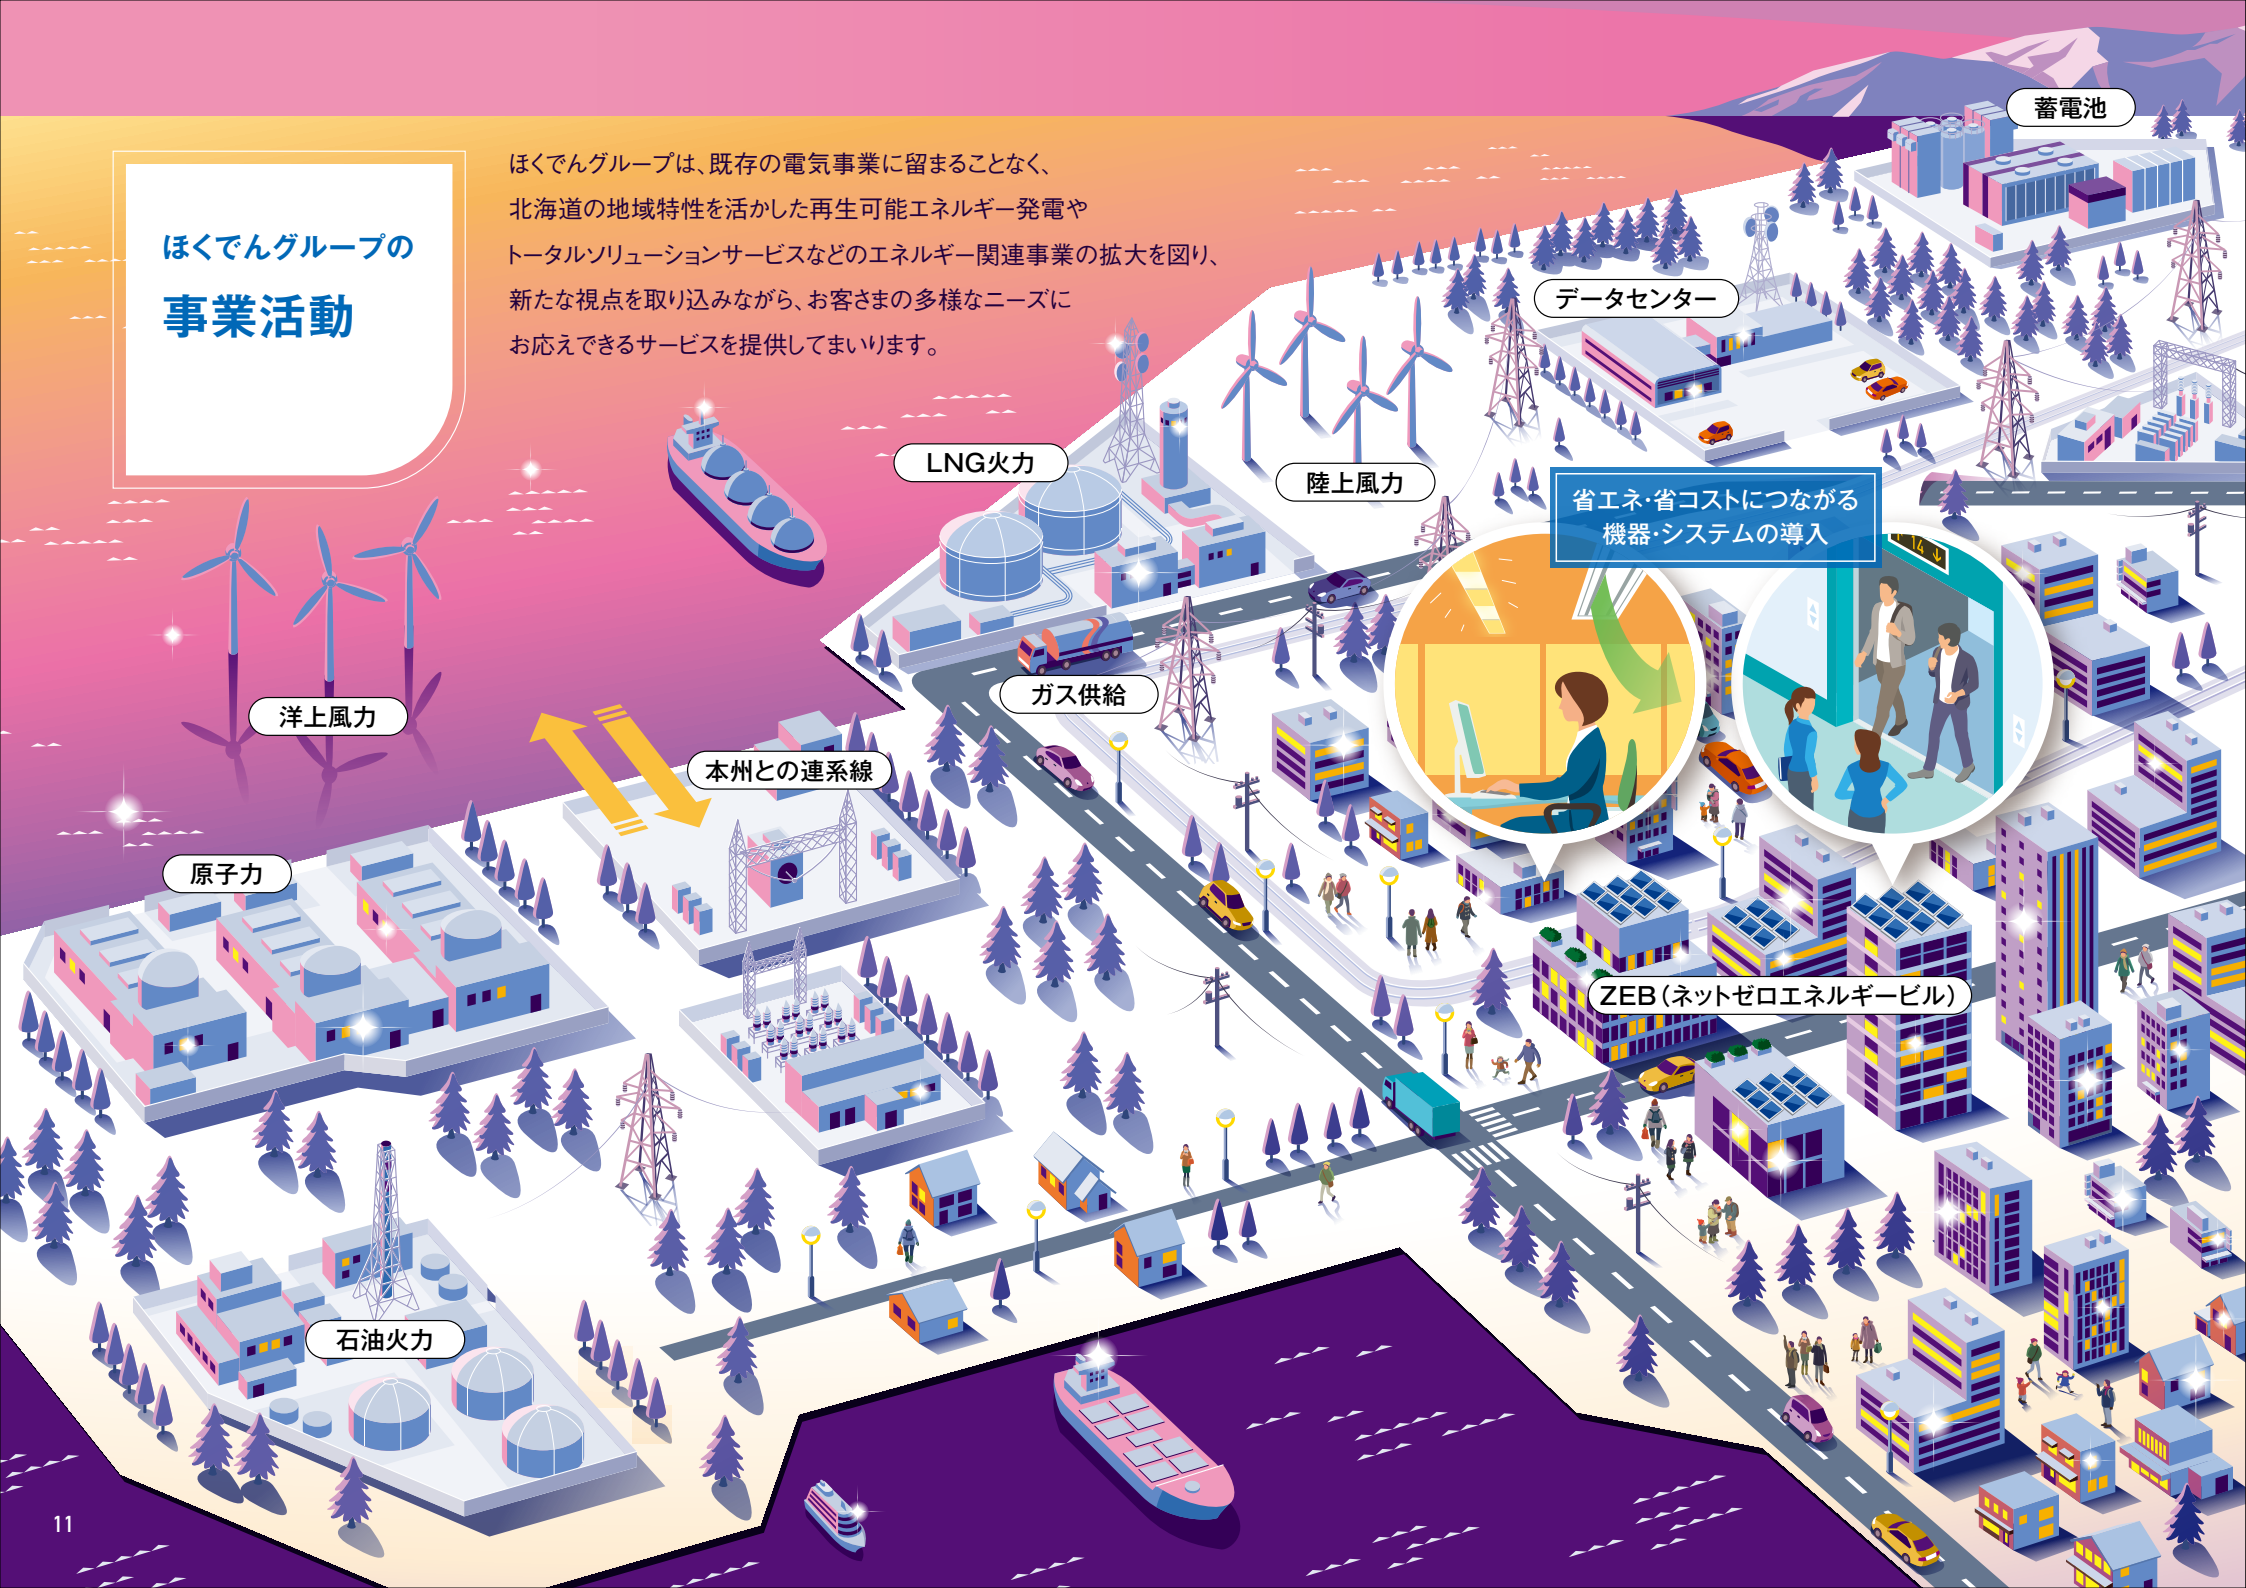 ほくでんグループの
事業活動
ほくでんグループは、既存の電気事業に留まることなく、
北海道の地域特性を活かした再生可能エネルギー発電や
トータルソリューションサービスなどのエネルギー関連事業の拡大を図り、
新たな視点を取り込みながら、お客さまの多様なニーズに
お応えできるサービスを提供してまいります。
蓄電池
データセンター
LNG火力
陸上風力
省エネ・省コストにつながる
機器・システムの導入
14
ガス供給
洋上風力
本州との連系線
原子力
ZEB（ネットゼロエネルギービル）
石油火力
11